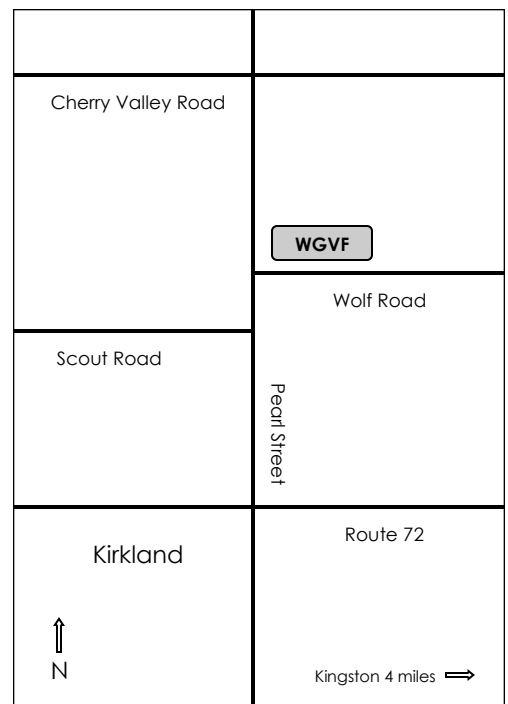 Cherry Valley Road
WGVF
Wolf Road
Scout Road
Pearl Street
Route 72
Kirkland
N
Kingston 4 miles